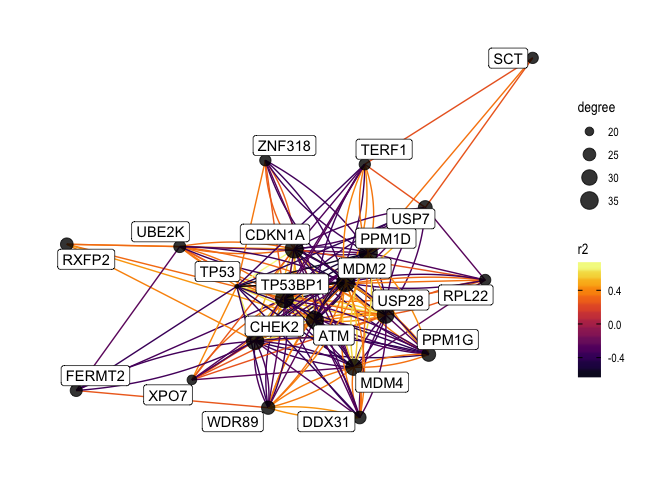 SCT
degree
20
25
30
35
ZNF318
TERF1
USP7
UBE2K
CDKN1A
PPM1D
RXFP2
TP53
MDM2
r2
0.4
0.0
-0.4
TP53BP1
USP28
RPL22
CHEK2
ATM
PPM1G
FERMT2
XPO7
MDM4
WDR89
DDX31